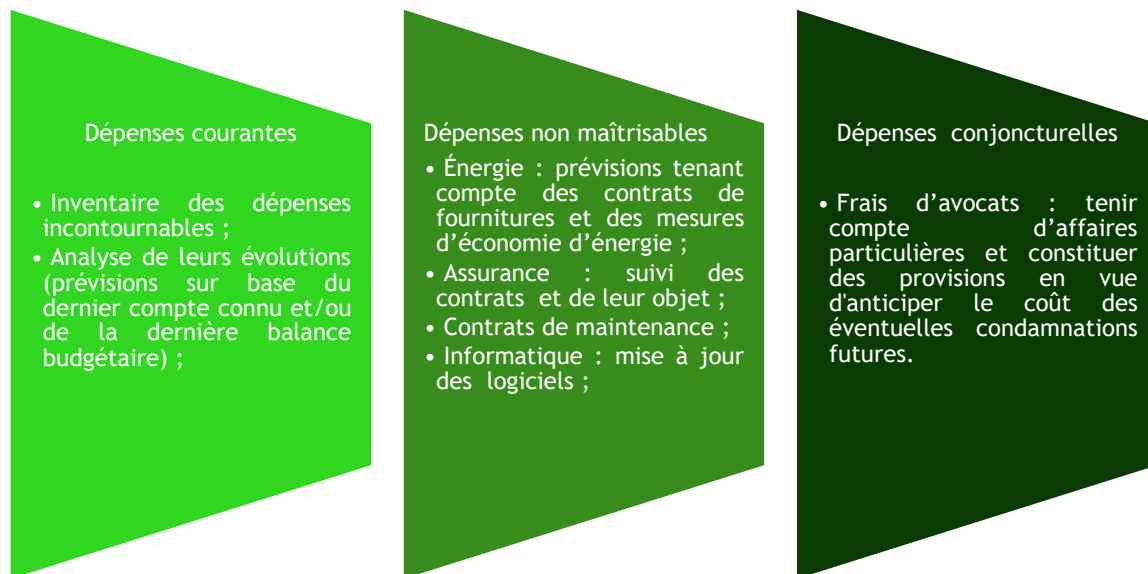 Dépenses courantes
• Inventaire des dépenses
incontournables ;
• Analyse de leurs évolutions
(prévisions sur base du
dernier compte connu et/ou
de la dernière balance
budgétaire) ;
Dépenses non maîtrisables
• Énergie : prévisions tenant
compte des contrats de
fournitures et des mesures
d’économie d’énergie ;
• Assurance : suivi des
contrats et de leur objet ;
• Contrats de maintenance ;
• Informatique : mise à jour
des logiciels ;
Dépenses conjoncturelles
• Frais d’avocats : tenir
compte d’affaires
particulières et constituer
des provisions en vue
d'anticiper le coût des
éventuelles condamnations
futures.